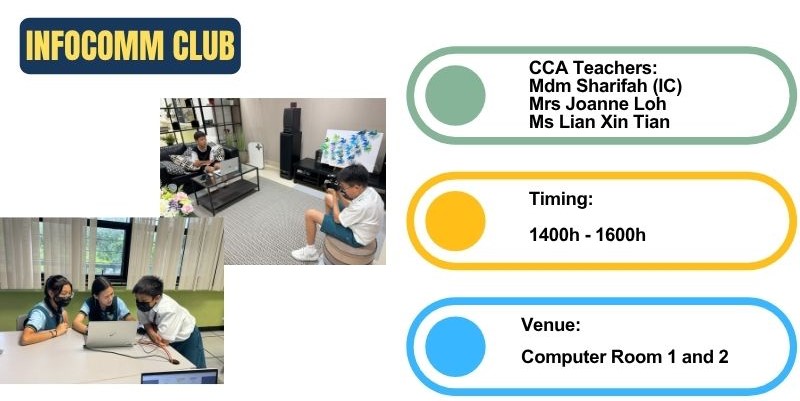 INFOCOMM CLUB
CCA Teachers:
Mdm Sharifah (IC)
Mrs Joanne Loh
Ms Lian Xin Tian
Timing:
1400h - 1600h
Venue:
Computer Room 1 and 2